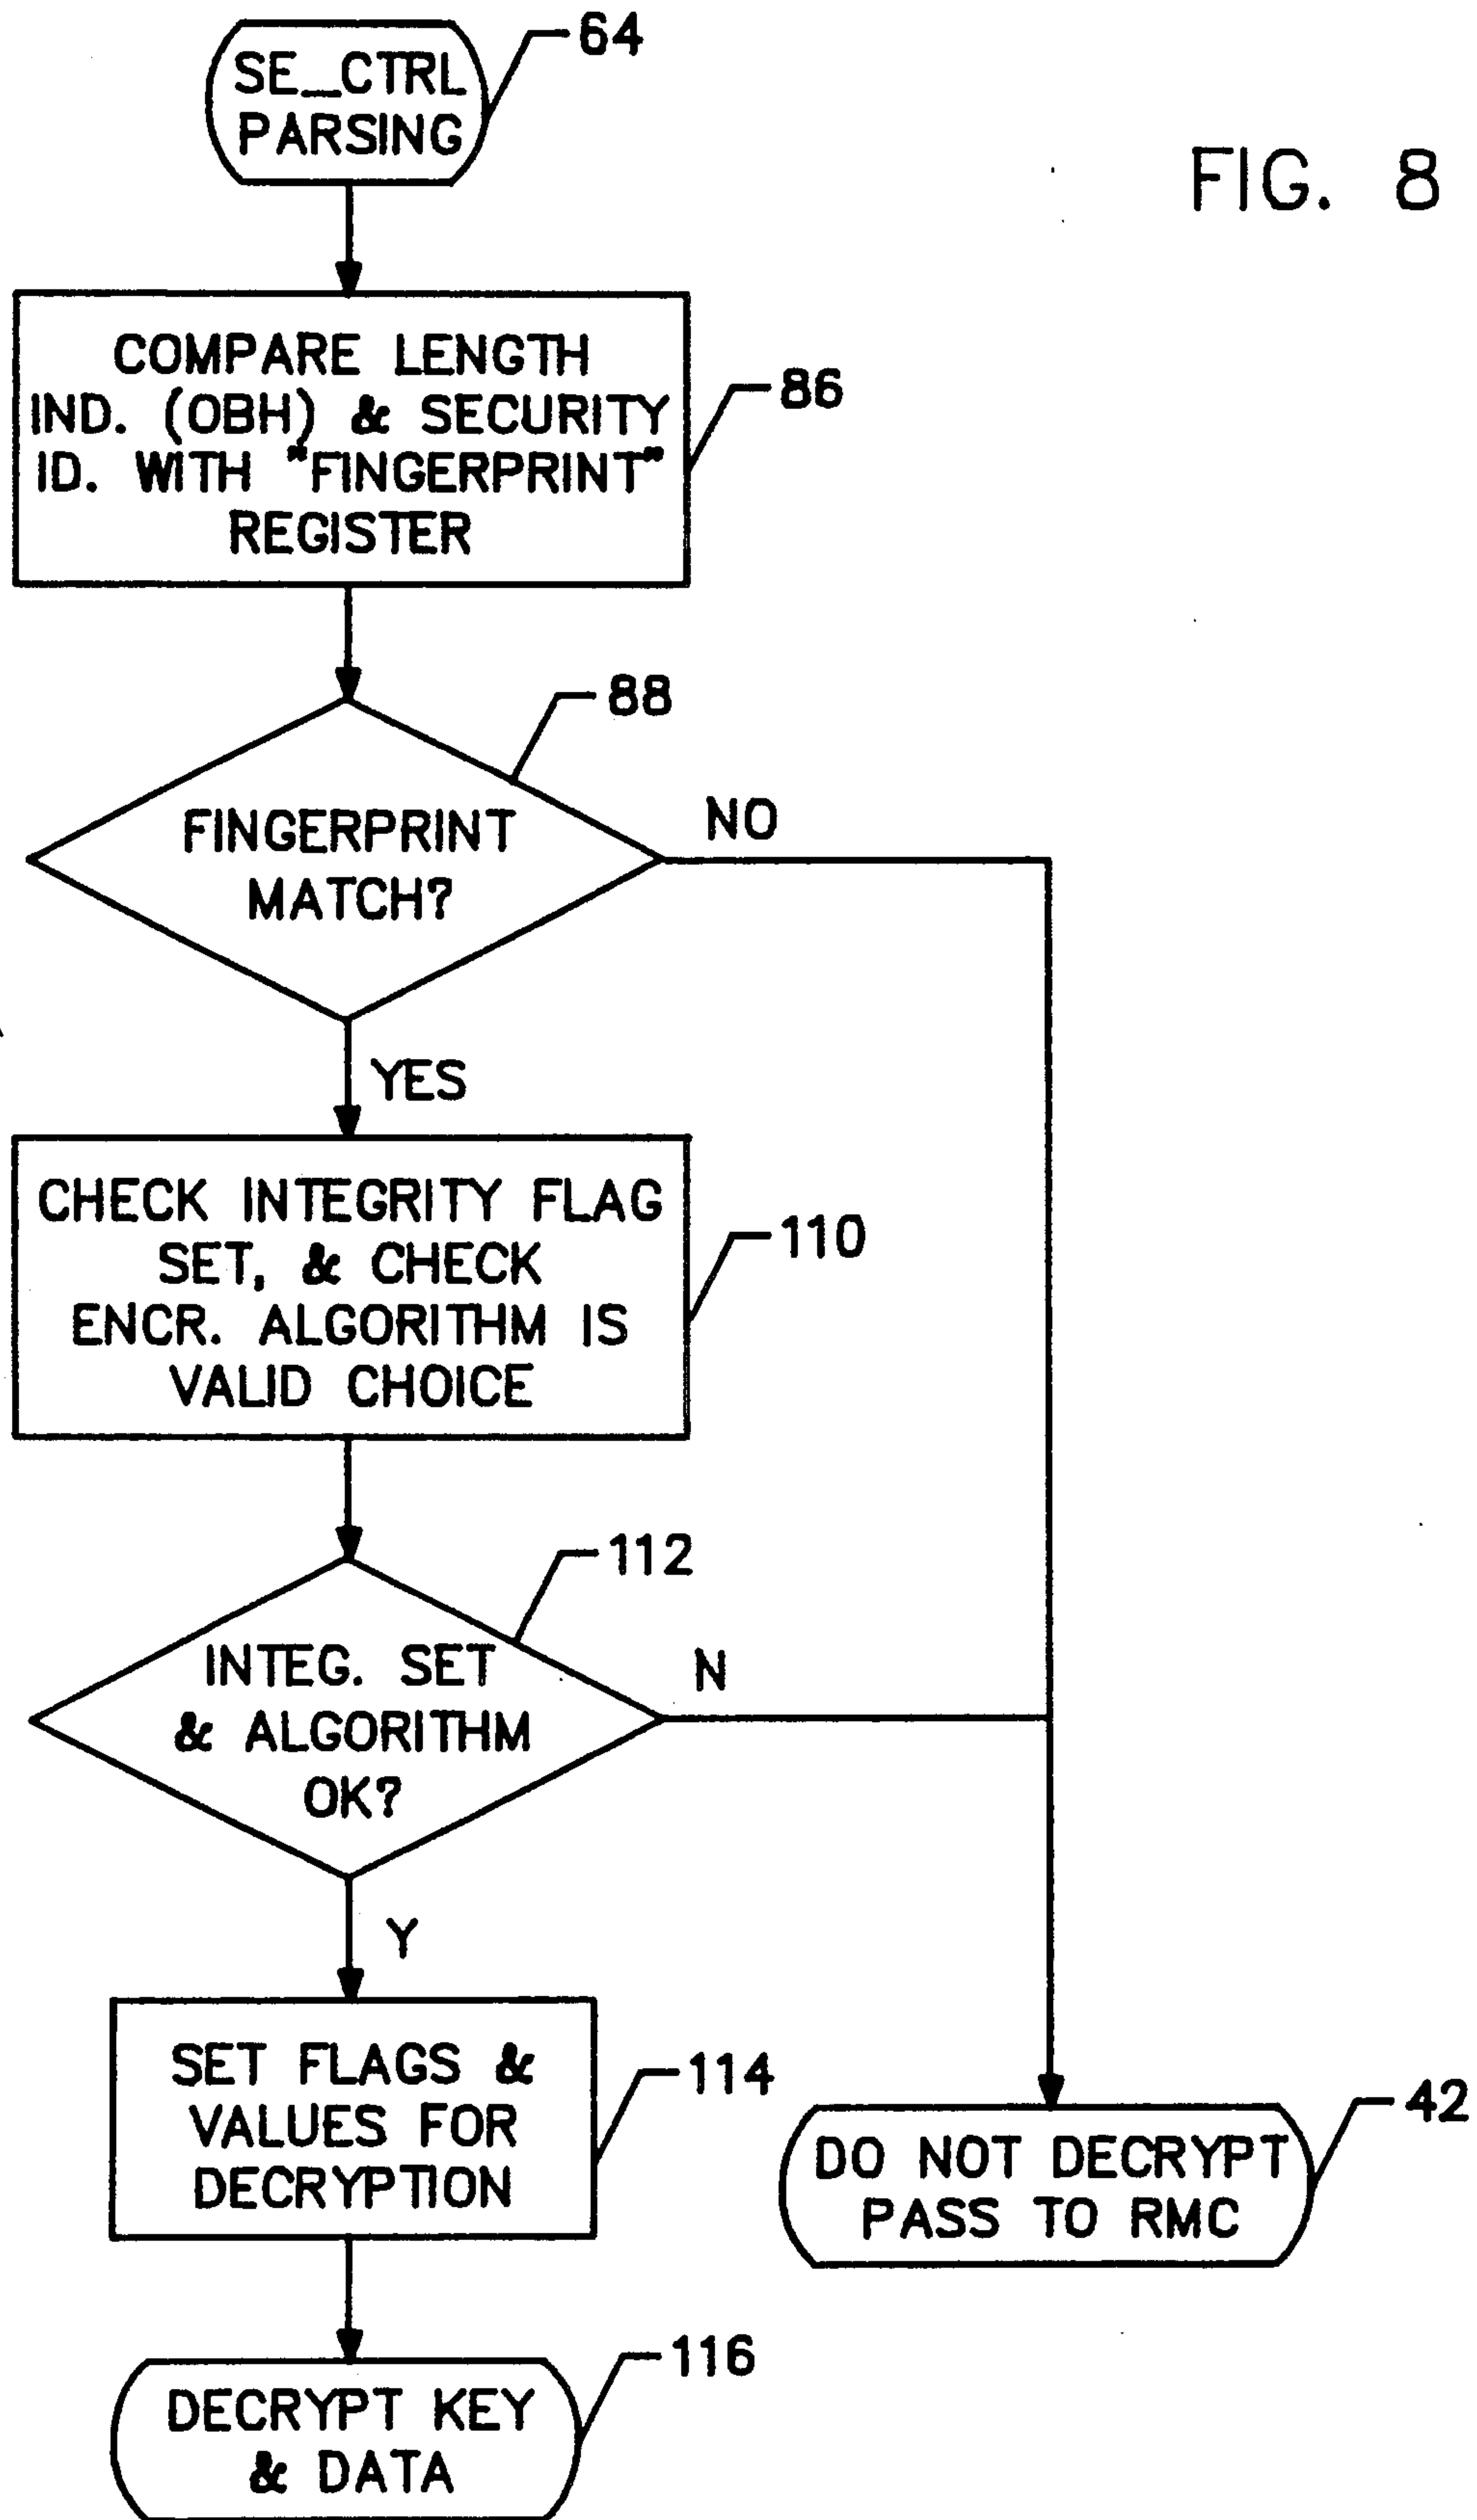 64
SE_CTRL
PARSING
FIG. 8
COMPARE LENGTH
IND. (OBH) & SECURITY
ID. WITH "FINGERPRINT"
REGISTER
86
88
FINGERPRINT
MATCH?
NO
YES
CHECK INTEGRITY FLAG
SET, & CHECK
ENCR. ALGORITHM IS
VALID CHOICE
110
112
INTEG. SET
& ALGORITHM
OK?
N
Y
SET FLAGS &
VALUES FOR
DECRYPTION
114
42
DO NOT DECRYPT
PASS TO RMC
116
DECRYPT KEY
& DATA